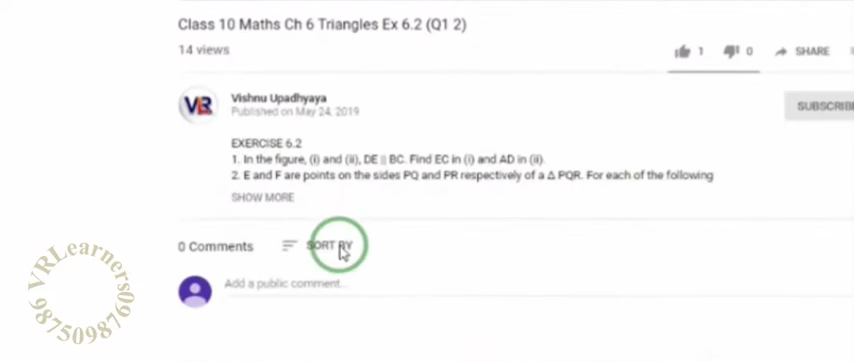 Class 10 Maths Ch 6 Triangles Ex 6.2 (Q1 2)
14 views
1 0 SHARE
VR
Vishnu Upadhyaya
Published on May 24, 2019
SUBSCRIBE
EXERCISE 6.2
1. In the figure, (i) and (ii), DE || BC. Find EC in (i) and AD in (ii).
2. E and F are points on the sides PQ and PR respectively of a Δ PQR. For each of the following
SHOW MORE
0 Comments SORT BY
Add a public comment...
VRLearners
9875098760